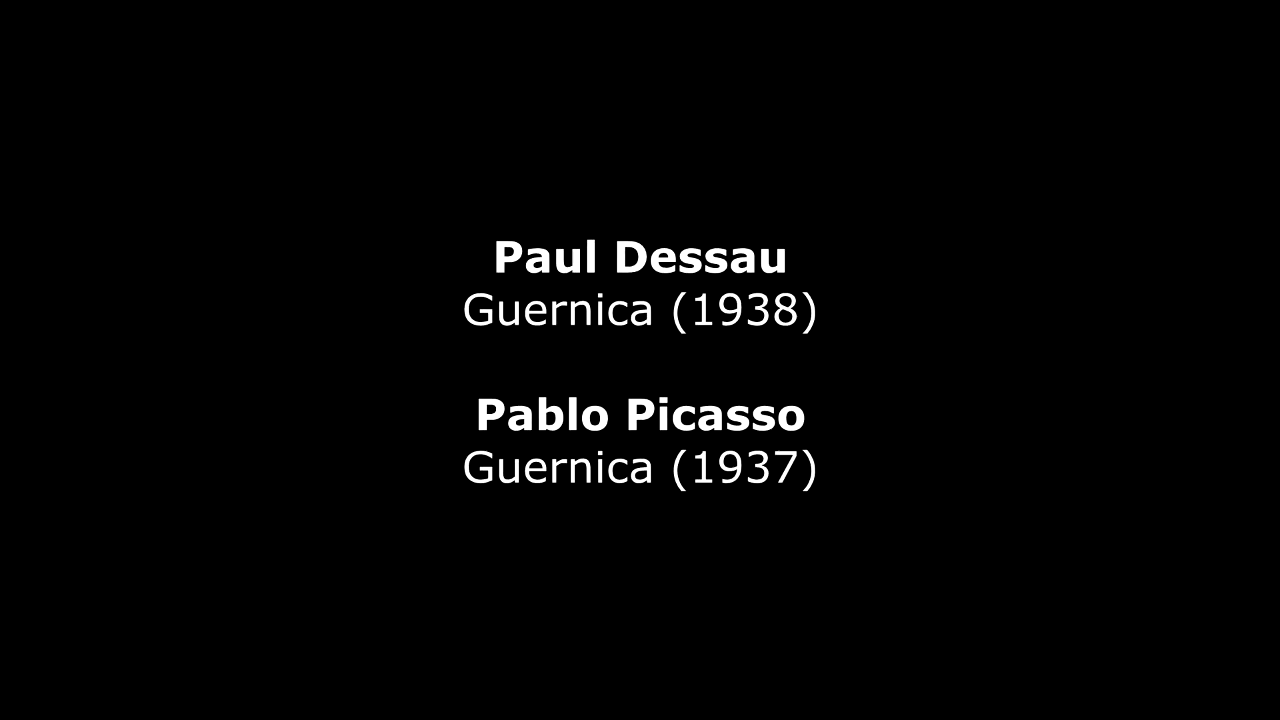 Paul Dessau
Guernica (1938)
Pablo Picasso
Guernica (1937)